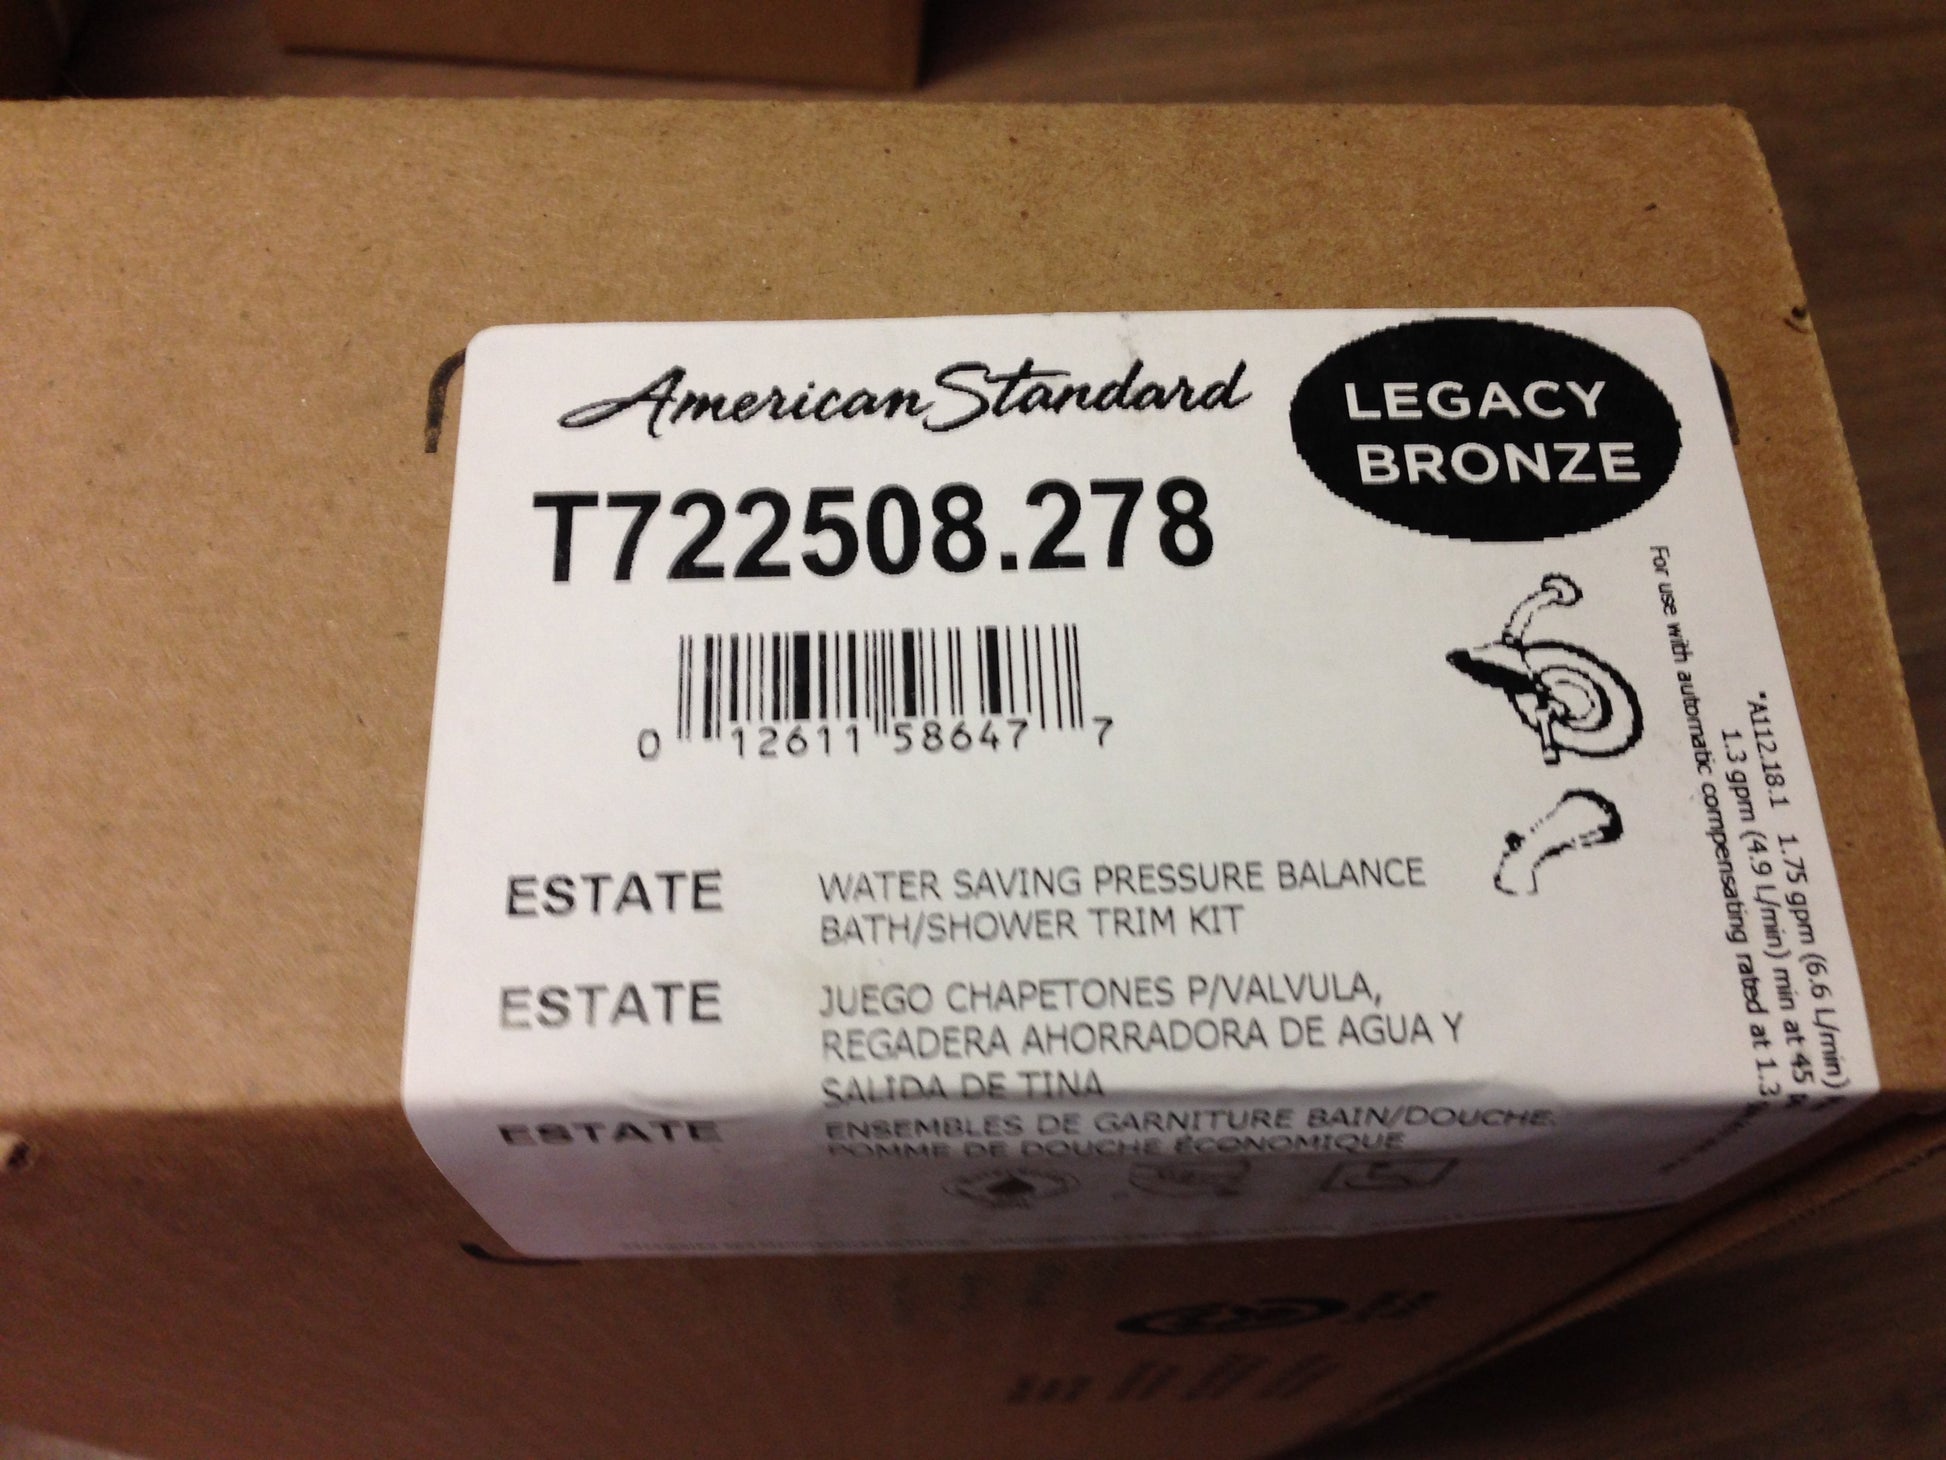 American Standard
LEGACY
BRONZE
T722508.278
0 12611 58647 7
ESTATE WATER SAVING PRESSURE BALANCE
BATH/SHOWER TRIM KIT
ESTATE JUEGO CHAPETONES P/VALVULA,
REGADERA AHORRADORA DE AGUA Y
SALIDA DE TINA
ESTATE ENSEMBLES DE GARNITURE BAIN/DOUCHE.
POMME DE DOUCHE ÉCONOMIQUE
*A112.18.1 1.75 gpm (6.6 L/min)
1.3 gpm (4.9 L/min) min at 45
For use with automatic compensating rated at 1.3